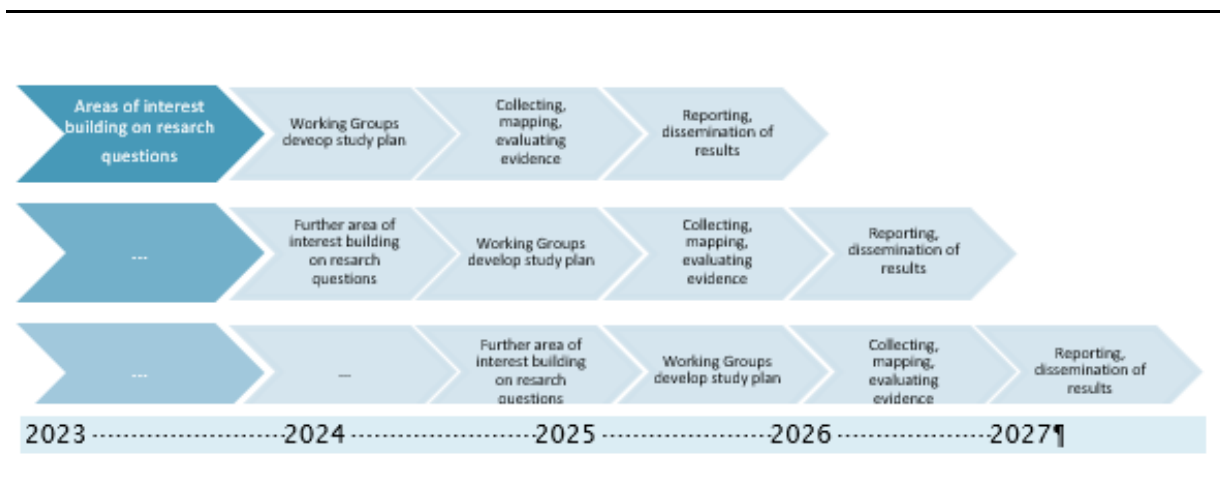 Areas of interest
building on resarch
questions
Working Groups
deveop study plan
Collecting,
mapping,
evaluating
evidence
Reporting,
dissemination of
results
...
Further area of
interest building
on resarch
questions
Working Groups
develop study plan
Collecting,
mapping,
evaluating
evidence
Reporting,
dissemination of
results
...
...
Further area of
interest building
on resarch
questions
Working Groups
develop study plan
Collecting,
mapping,
evaluating
evidence
Reporting,
dissemination of
results
2023 ························2024 ·······················2025 ·····················2026 ···················2027¶